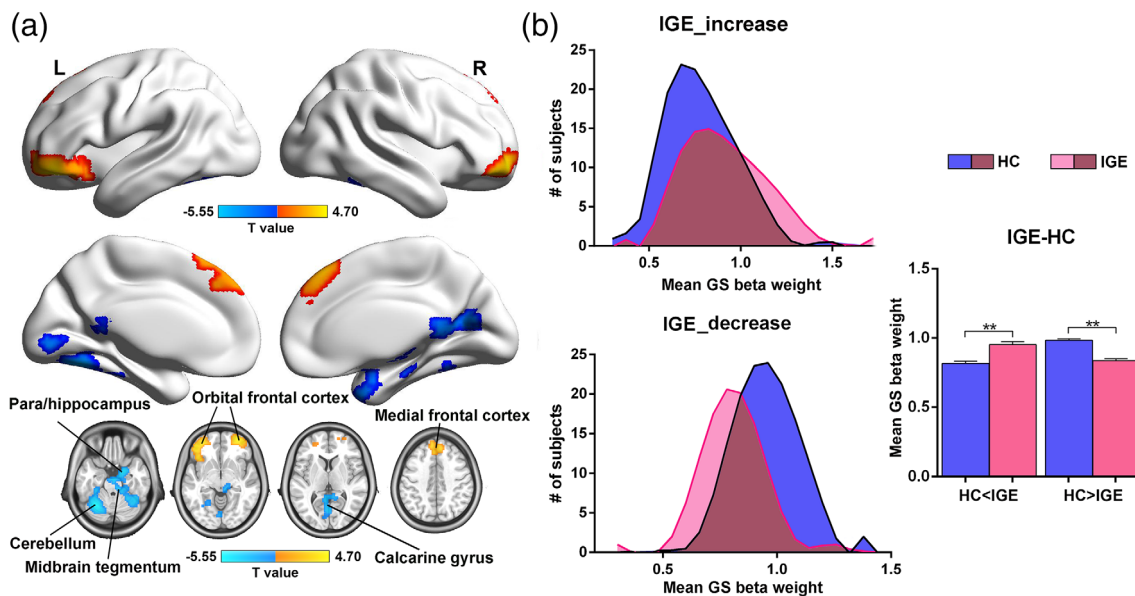 (a)
L
R
-5.55
4.70
T value
Para/hippocampus
Orbital frontal cortex
Medial frontal cortex
Cerebellum
Midbrain tegmentum
Calcarine gyrus
-5.55
4.70
T value
(b)
IGE_increase
# of subjects
25
20
15
10
5
0
0.5
1.0
1.5
Mean GS beta weight
IGE_decrease
# of subjects
25
20
15
10
5
0
0.5
1.0
1.5
Mean GS beta weight
HC
IGE
IGE-HC
Mean GS beta weight
1.5
1.0
0.5
0.0
**
**
HC<IGE
HC>IGE